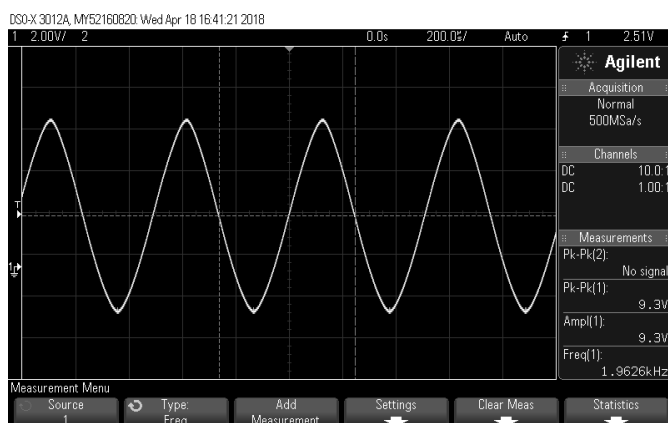 DSO-X 3012A, MY52160820: Wed Apr 18 16:41:21 2018
1 2.00V/ 2 0.0s 200.0µ/ Auto 1 2.51V
Agilent
Acquisition
Normal
500MSa/s
Channels
DC 10.0:1
DC 1.00:1
Measurements
Pk-Pk(2):
No signal
Pk-Pk(1):
9.3V
Ampl(1):
9.3V
Freq(1):
1.9626kHz
T
1
Measurement Menu
Source Type: Add Settings Clear Meas Statistics
1 Freq Measurement